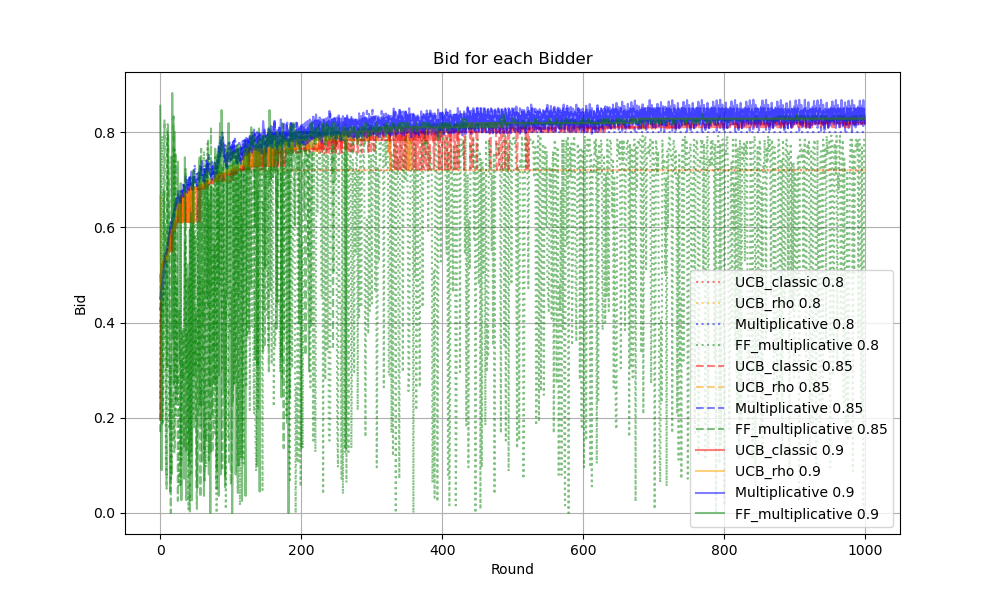 Bid for each Bidder
Bid
0.8
0.6
0.4
0.2
0.0
0
200
400
600
800
1000
Round
UCB_classic 0.8
UCB_rho 0.8
Multiplicative 0.8
FF_multiplicative 0.8
UCB_classic 0.85
UCB_rho 0.85
Multiplicative 0.85
FF_multiplicative 0.85
UCB_classic 0.9
UCB_rho 0.9
Multiplicative 0.9
FF_multiplicative 0.9